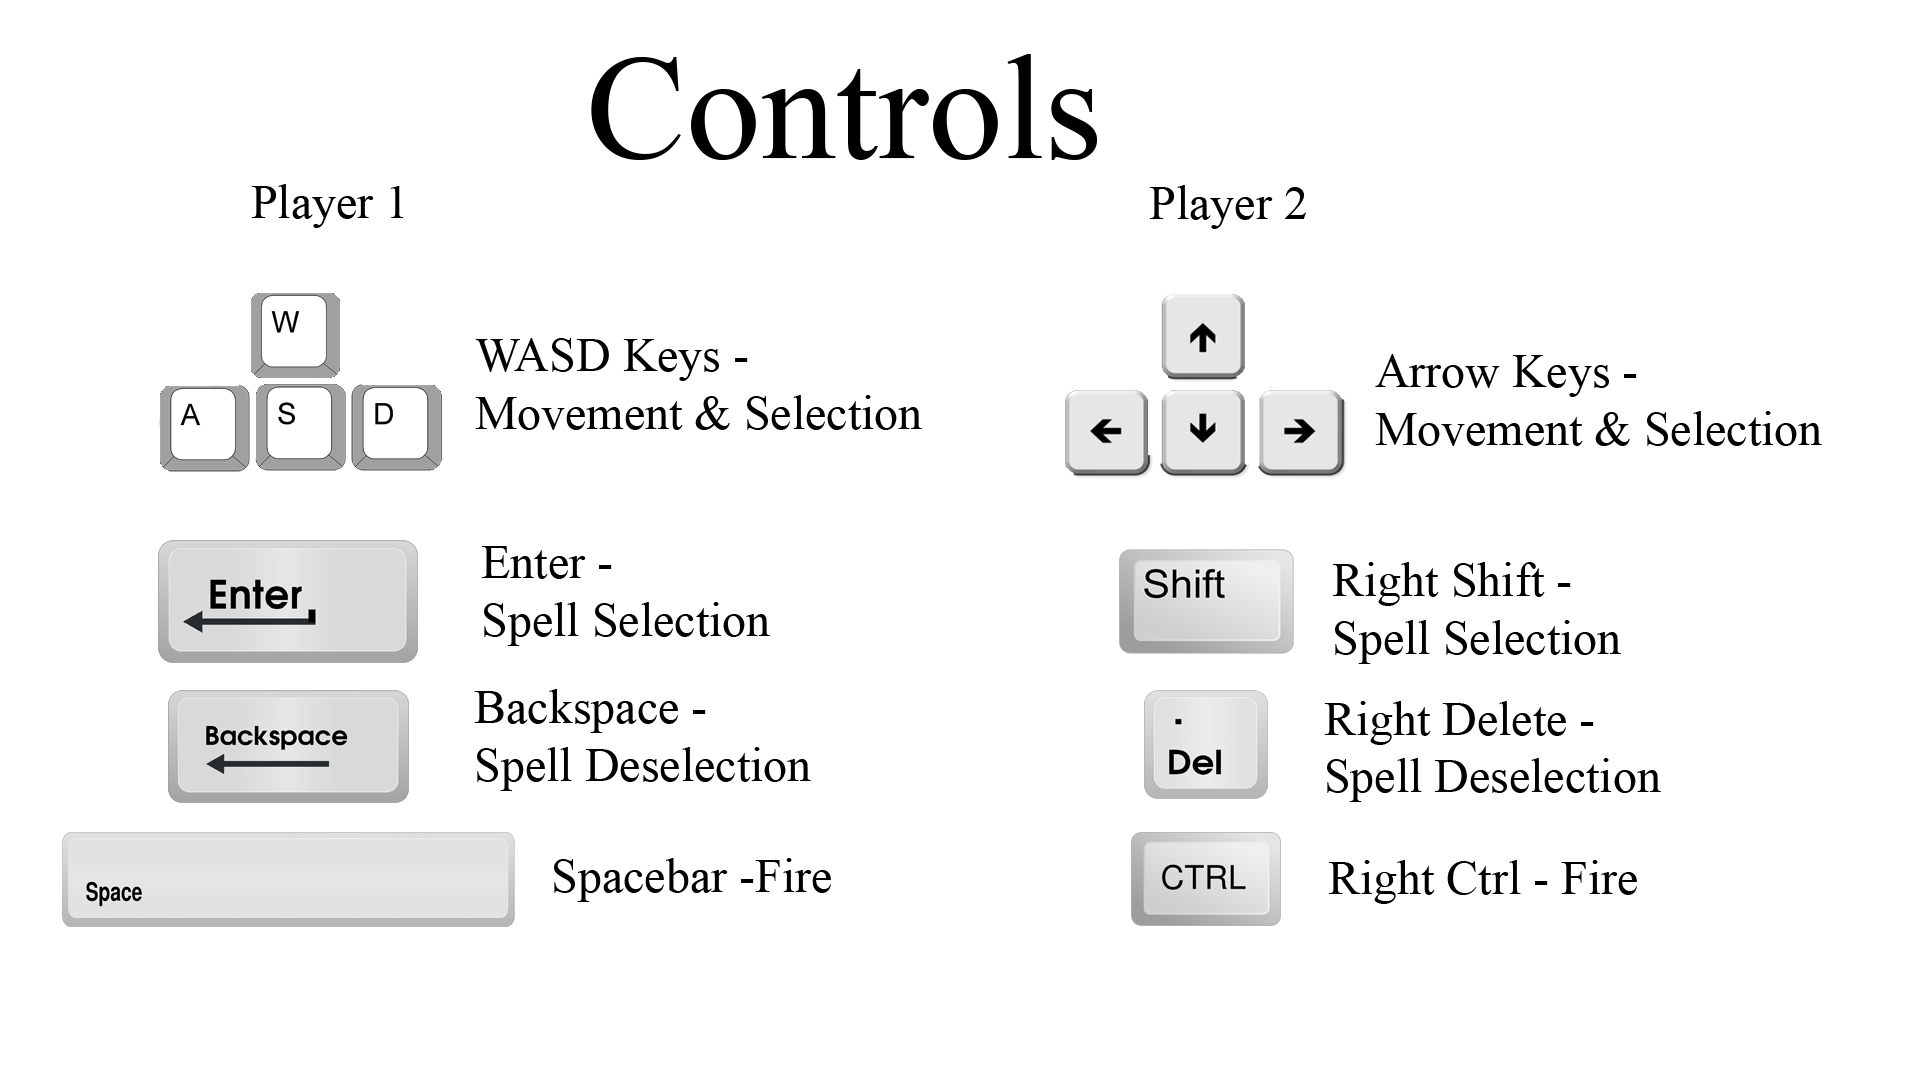 Controls
Player 1
W
A S D
WASD Keys -
Movement & Selection
Enter
Enter -
Spell Selection
Backspace
Backspace -
Spell Deselection
Space
Spacebar -Fire
Player 2
Arrow Keys -
Movement & Selection
Shift
Right Shift -
Spell Selection
.
Del
Right Delete -
Spell Deselection
CTRL
Right Ctrl - Fire